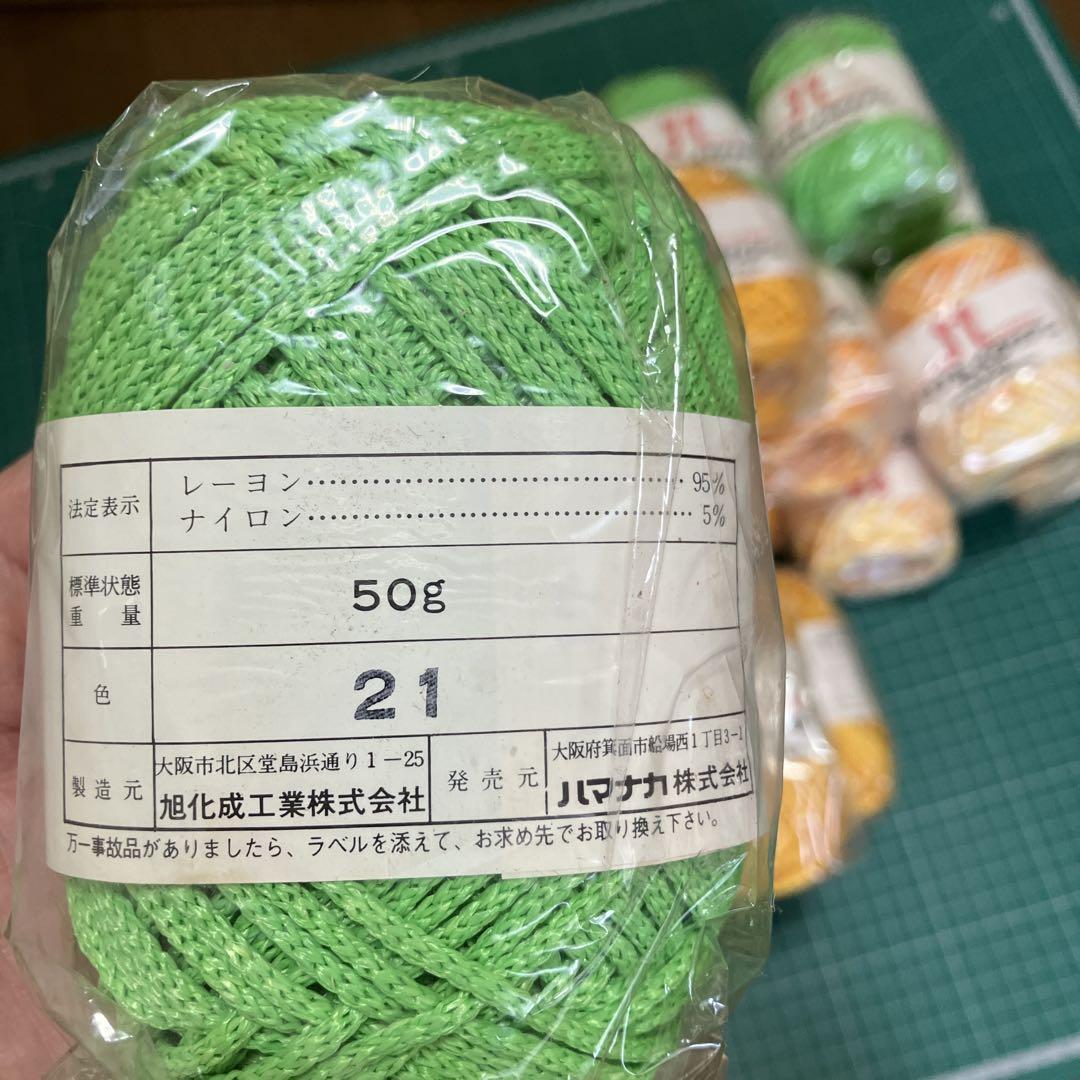 法定表示
レーヨン…………………………… 95%
ナイロン…………………………… 5%
標準状態
重量
50g
色
21
製造元
大阪市北区堂島浜通り1-25
旭化成工業株式会社
発売元
大阪府箕面市船場西1丁目3-1
ハマナカ株式会社
万一事故品がありましたら、ラベルを添えて、お求め先でお取り換え下さい。